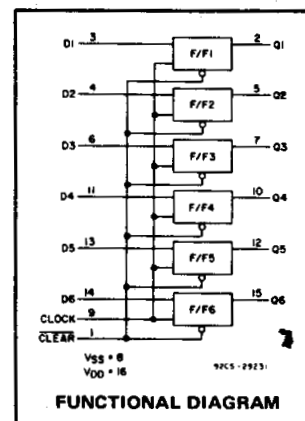 D1 3 F/F1 2 Q1
D2 4 F/F2 5 Q2
D3 6 F/F3 7 Q3
D4 11 F/F4 10 Q4
D5 13 F/F5 12 Q5
D6 14 F/F6 15 Q6
CLOCK 9
CLEAR 1
VSS = 8
VDD = 16
92CS-29231
FUNCTIONAL DIAGRAM